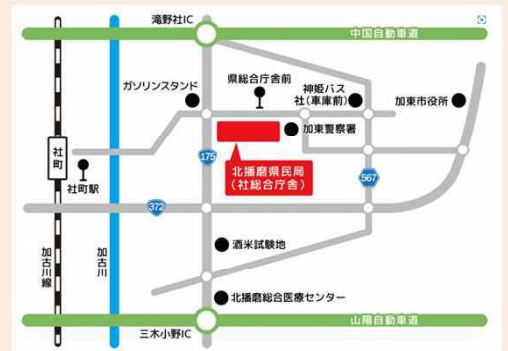 滝野社IC
中国自動車道
ガソリンスタンド
県総合庁舎前
神姫バス
社(車庫前)
加東市役所
加東警察署
社町
社町駅
175
北播磨県民局
(社総合庁舎)
567
372
加古川線
加古川
酒米試験地
北播磨総合医療センター
山陽自動車道
三木小野IC